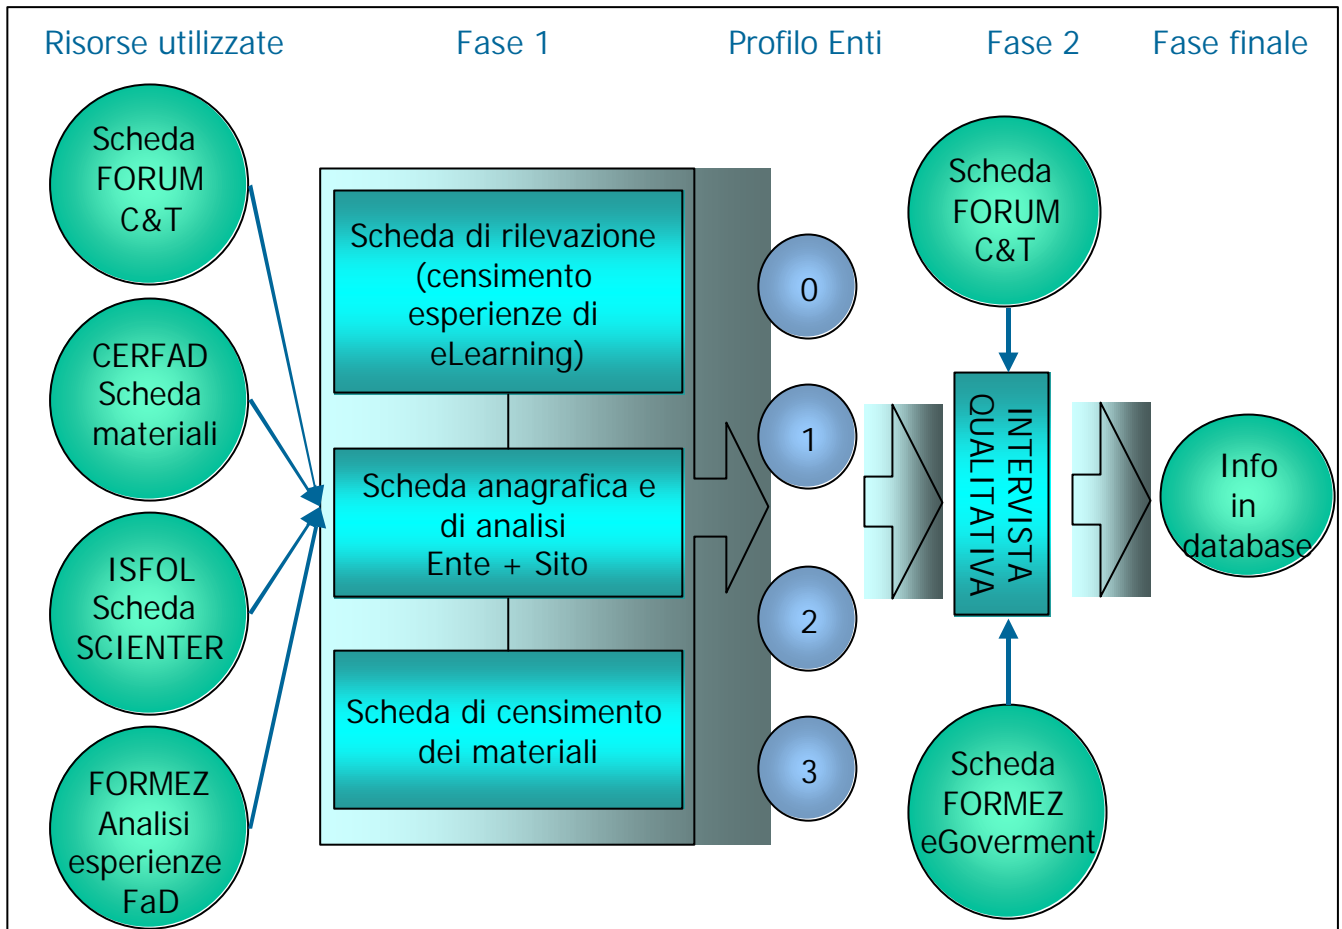 Risorse utilizzate
Fase 1
Profilo Enti
Fase 2
Fase finale
Scheda
FORUM
C&T
CERFAD
Scheda
materiali
ISFOL
Scheda
SCIENTER
FORMEZ
Analisi
esperienze
FaD
Scheda di rilevazione
(censimento
esperienze di
eLearning)
Scheda anagrafica e
di analisi
Ente + Sito
Scheda di censimento
dei materiali
0
1
2
3
Scheda
FORUM
C&T
INTERVISTA
QUALITATIVA
Scheda
FORMEZ
eGoverment
Info
in
database